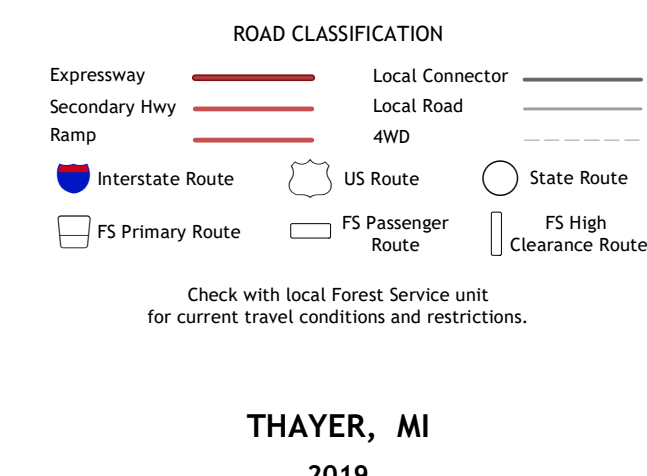 ROAD CLASSIFICATION
Expressway
Local Connector
Secondary Hwy
Local Road
Ramp
4WD
Interstate Route
US Route
State Route
FS Primary Route
FS Passenger
Route
FS High
Clearance Route
Check with local Forest Service unit
for current travel conditions and restrictions.
THAYER, MI
2019